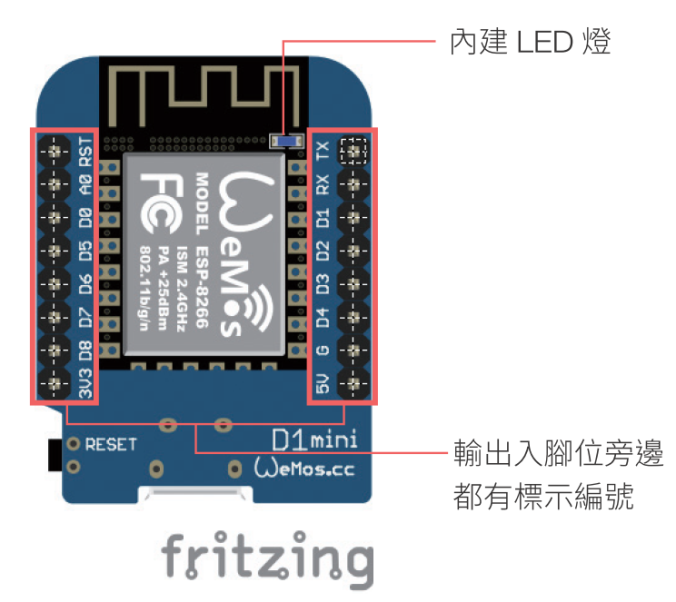 內建 LED 燈
RST
A0
D0
D5
D6
D7
D8
3V3
TX
RX
D1
D2
D3
D4
G
5V
WeMos
MODEL ESP-8266
ISM 2.4GHz
PA +25dBm
802.11b/g/n
FC
RESET
D1mini
WeMos.cc
輸出入腳位旁邊
都有標示編號
fritzing